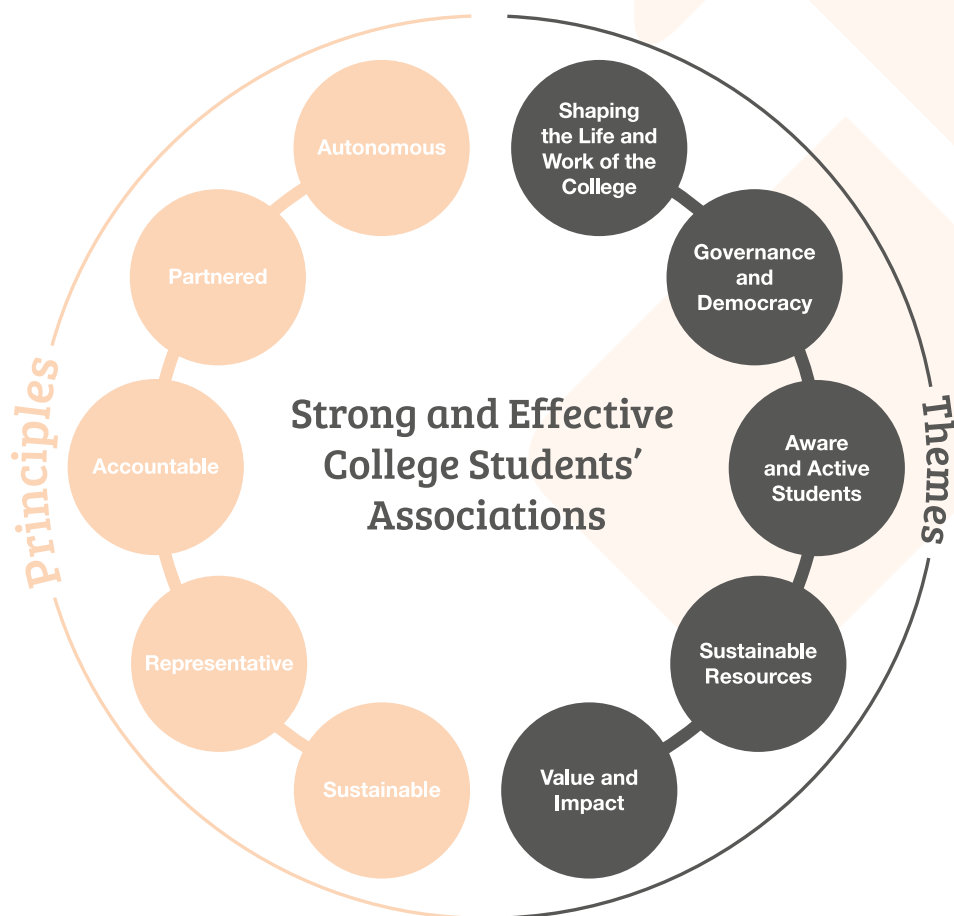 Principles
Autonomous
Partnered
Accountable
Representative
Sustainable
Strong and Effective
College Students’
Associations
Themes
Shaping
the Life and
Work of the
College
Governance
and
Democracy
Aware
and Active
Students
Sustainable
Resources
Value and
Impact